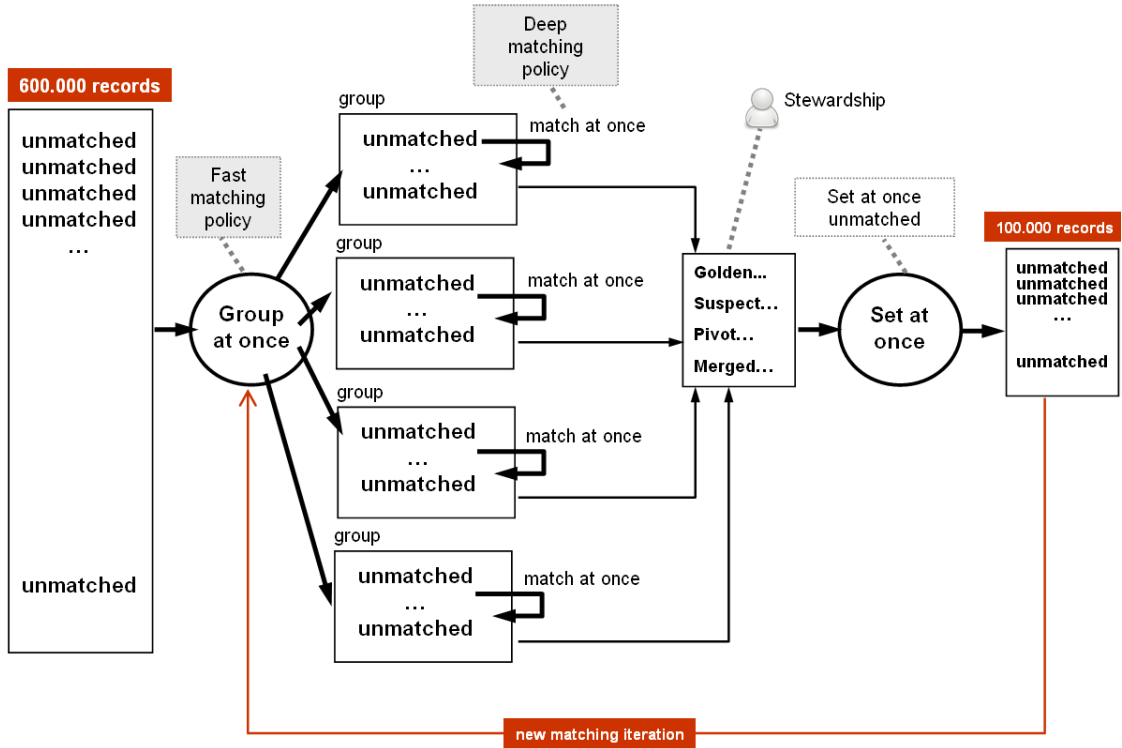 600.000 records
unmatched
unmatched
unmatched
unmatched
...
unmatched
Fast
matching
policy
Group
at once
Deep
matching
policy
group
unmatched
...
unmatched
match at once
group
unmatched
...
unmatched
match at once
group
unmatched
...
unmatched
match at once
group
unmatched
...
unmatched
match at once
Stewardship
Golden...
Suspect...
Pivot...
Merged...
Set at once
unmatched
Set at
once
100.000 records
unmatched
unmatched
unmatched
...
unmatched
new matching iteration